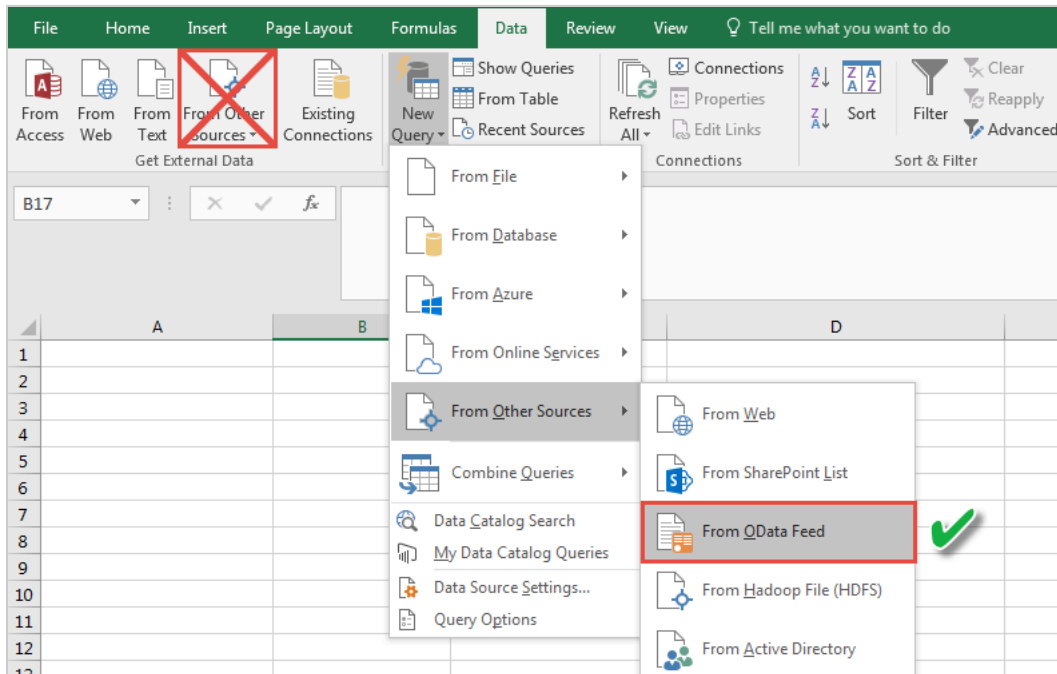 File Home Insert Page Layout Formulas Data Review View Tell me what you want to do
From Access
From Web
From Text
From Other Sources
Existing Connections
Get External Data
New Query
Show Queries
From Table
Recent Sources
Refresh All
Connections
Properties
Edit Links
Connections
Sort
Filter
Clear
Reapply
Advanced
Sort & Filter
B17 fx
A B D
1
2
3
4
5
6
7
8
9
10
11
12
13
From File
From Database
From Azure
From Online Services
From Other Sources
Combine Queries
Data Catalog Search
My Data Catalog Queries
Data Source Settings...
Query Options
From Web
From SharePoint List
From OData Feed
From Hadoop File (HDFS)
From Active Directory